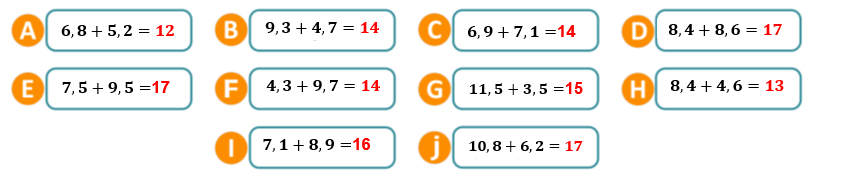 A 6,8 + 5,2 = 12 B 9,3 + 4,7 = 14 C 6,9 + 7,1 =14 D 8,4 + 8,6 = 17
E 7,5 + 9,5 =17 F 4,3 + 9,7 = 14 G 11,5 + 3,5 =15 H 8,4 + 4,6 = 13
I 7,1 + 8,9 =16 j 10,8 + 6,2 = 17